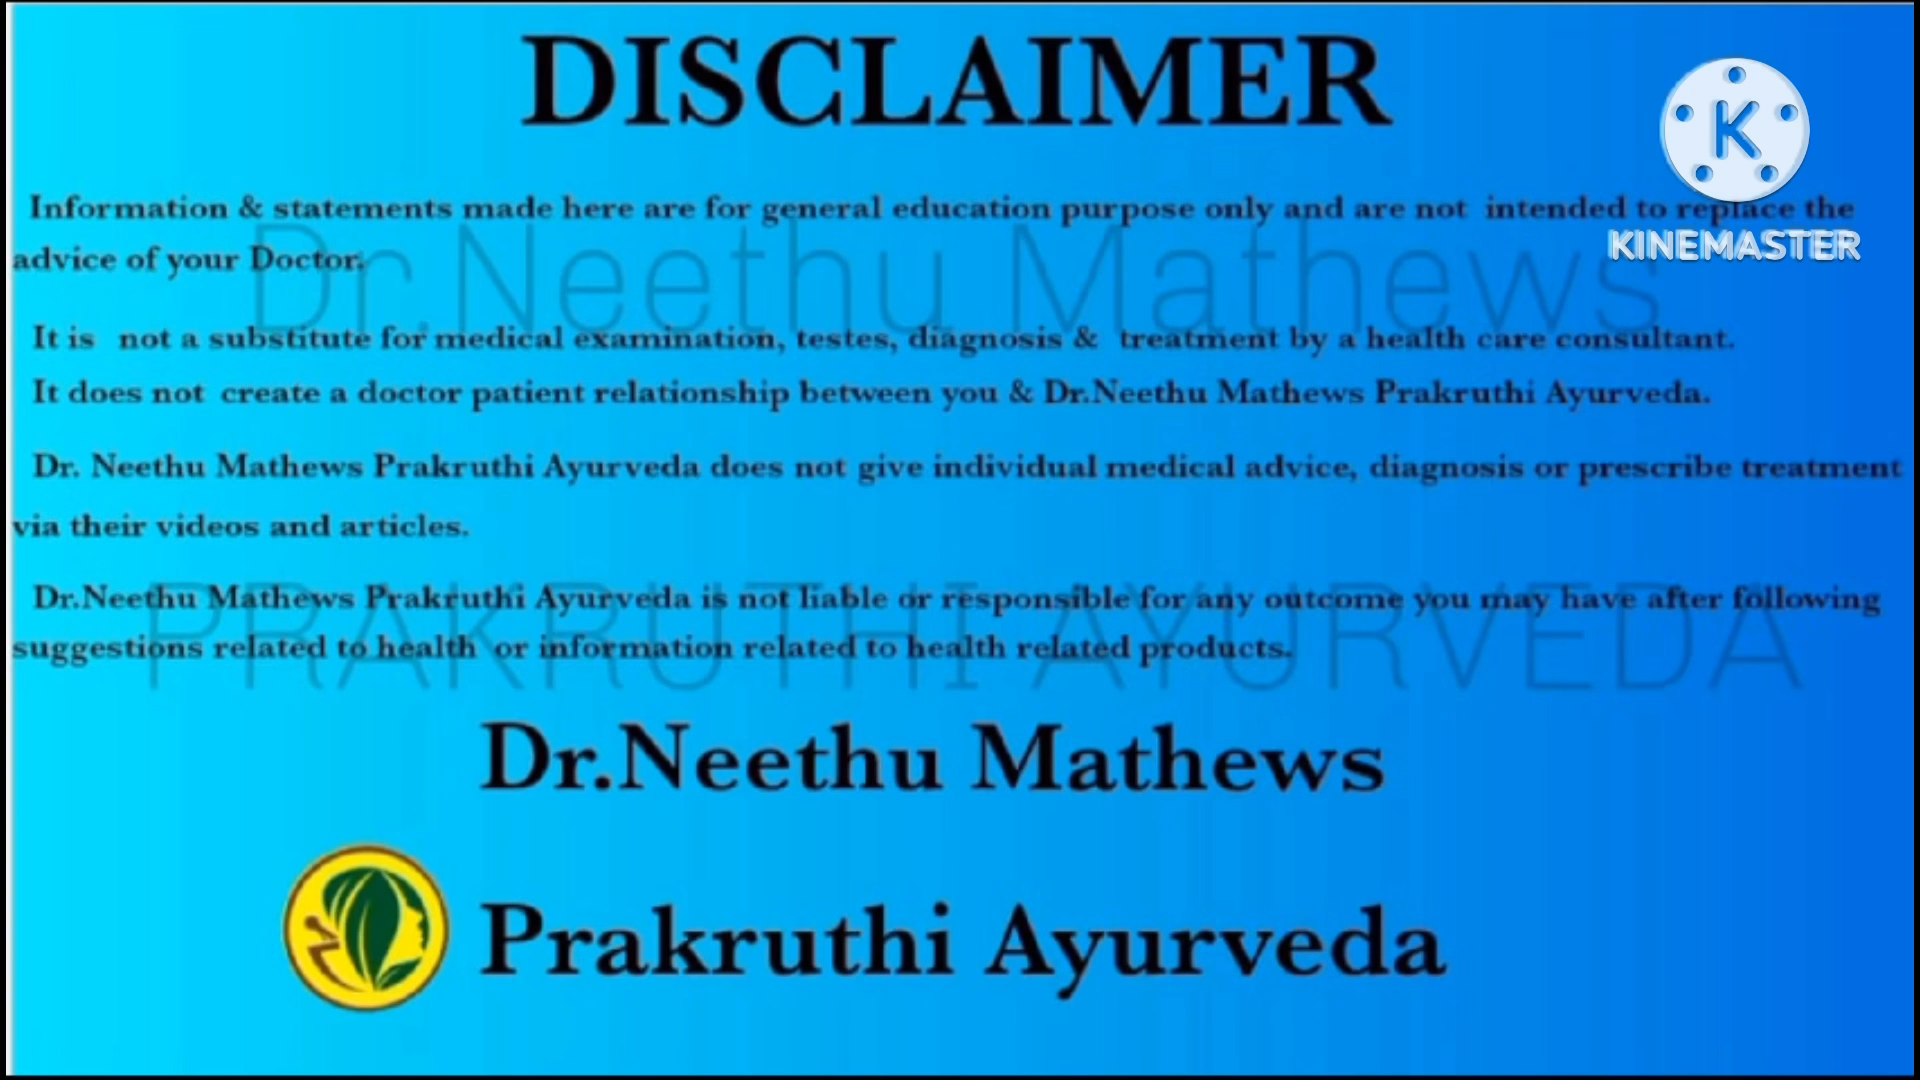 DISCLAIMER
K
KINEMASTER
Information & statements made here are for general education purpose only and are not intended to replace the
advice of your Doctor.
Dr.Neethu Mathews
It is not a substitute for medical examination, testes, diagnosis & treatment by a health care consultant.
It does not create a doctor patient relationship between you & Dr.Neethu Mathews Prakruthi Ayurveda.
Dr. Neethu Mathews Prakruthi Ayurveda does not give individual medical advice, diagnosis or prescribe treatment
via their videos and articles.
Dr.Neethu Mathews Prakruthi Ayurveda is not liable or responsible for any outcome you may have after following
suggestions related to health or information related to health related products.
PRAKRUTHI AYURVEDA
Dr.Neethu Mathews
Prakruthi Ayurveda